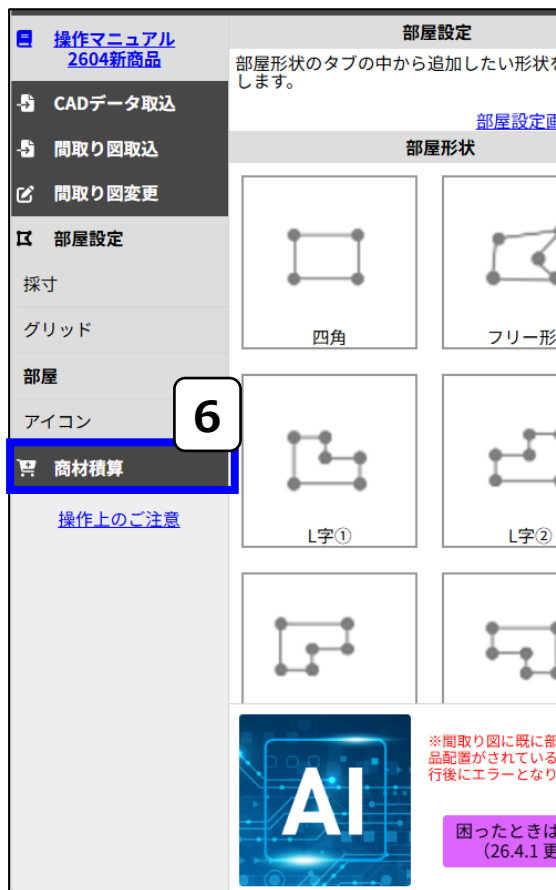 操作マニュアル
2604新商品
CADデータ取込
間取り図取込
間取り図変更
部屋設定
採寸
グリッド
部屋
アイコン
6
商材積算
操作上のご注意
部屋設定
部屋形状のタブの中から追加したい形状を
します。
部屋設定画
部屋形状
四角
フリー形
L字①
L字②
AI
※間取り図に既に部
品配置がされている
行後にエラーとなり
困ったときは
（26.4.1 更